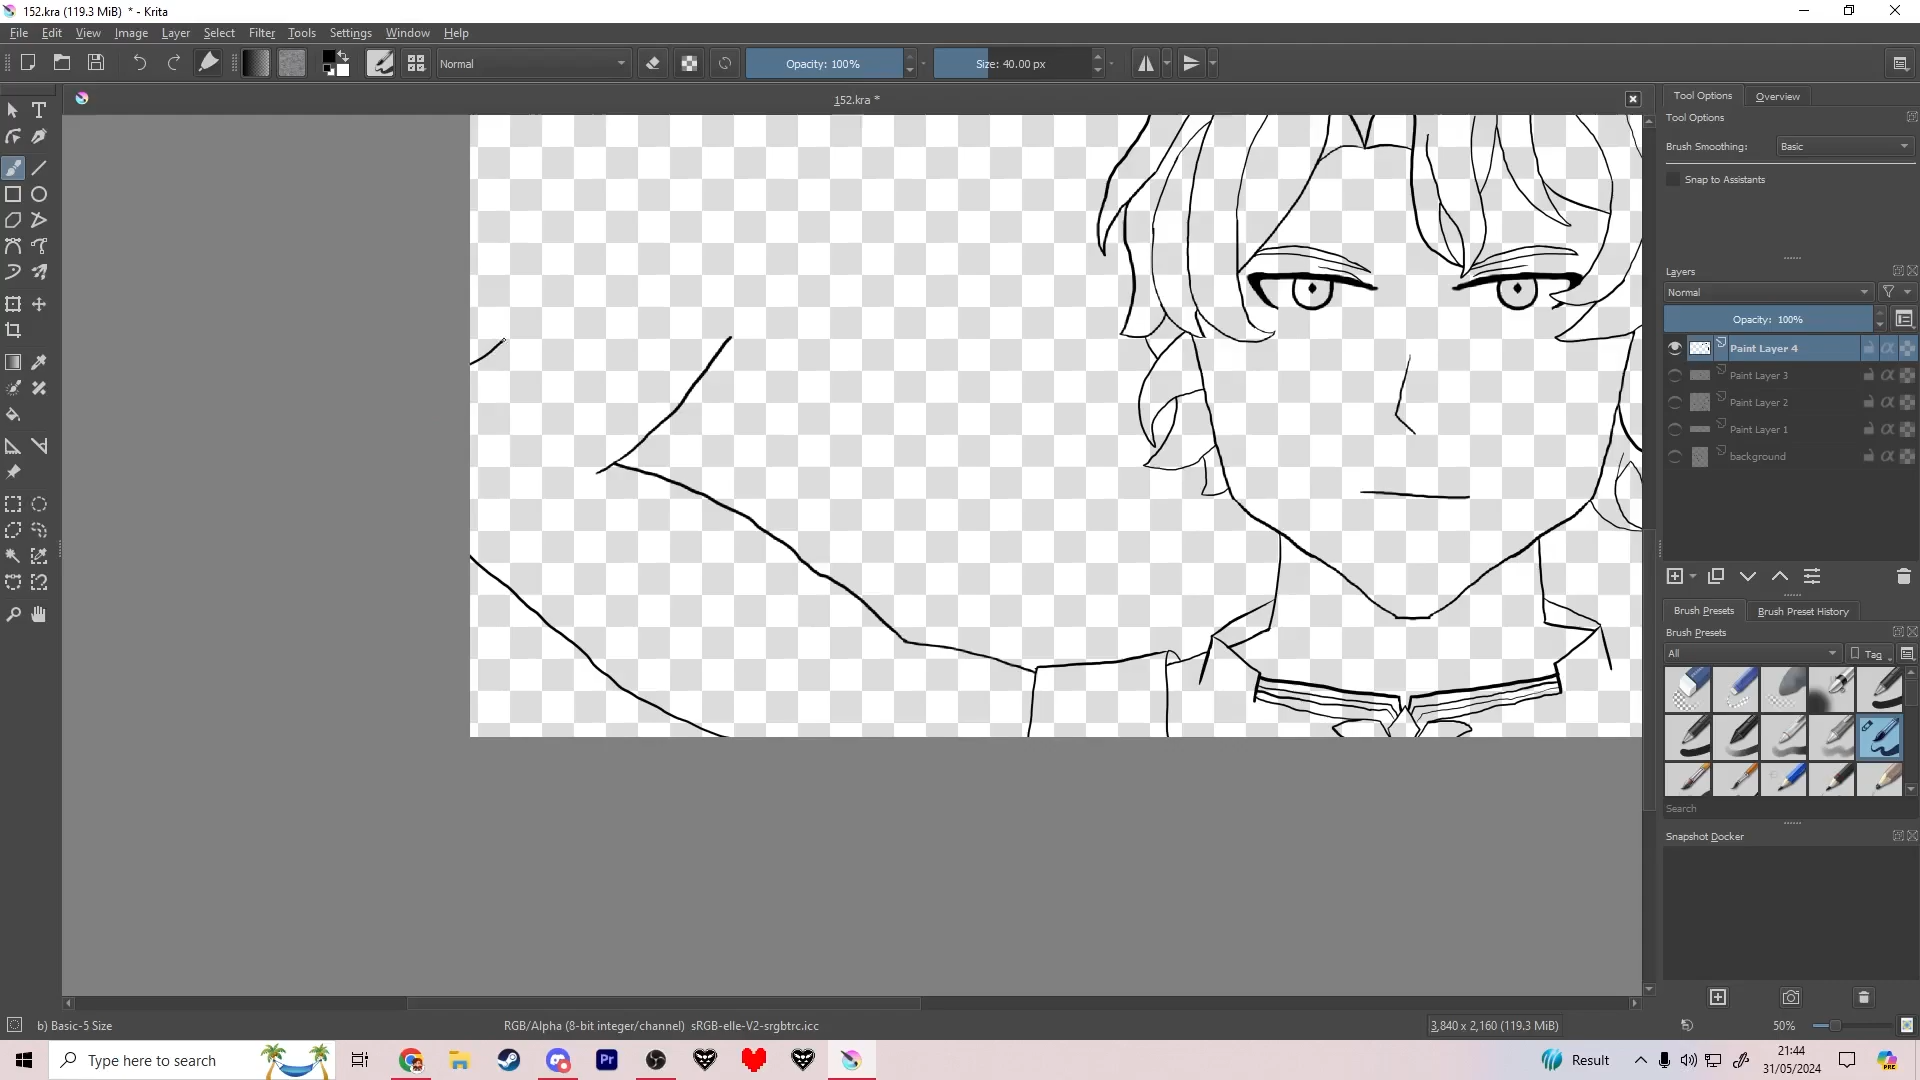 152.kra (119.3 MiB)  * - Krita
File Edit View Image Layer Select Filter Tools Settings Window Help
Normal Opacity: 100% Size: 40.00 px
152.kra *
Tool Options Overview
Tool Options
Brush Smoothing: Basic
Snap to Assistants
Layers
Normal
Opacity:  100%
Paint Layer 4
Paint Layer 3
Paint Layer 2
Paint Layer 1
background
Brush Presets Brush Preset History
Brush Presets
All Tag
Search
Snapshot Docker
b) Basic-5 Size RGB/Alpha (8-bit integer/channel)  sRGB-elle-V2-srgbtrc.icc 3,840 x 2,160 (119.3 MiB) 50%
Type here to search Pr Result 21:44
31/05/2024
PRE